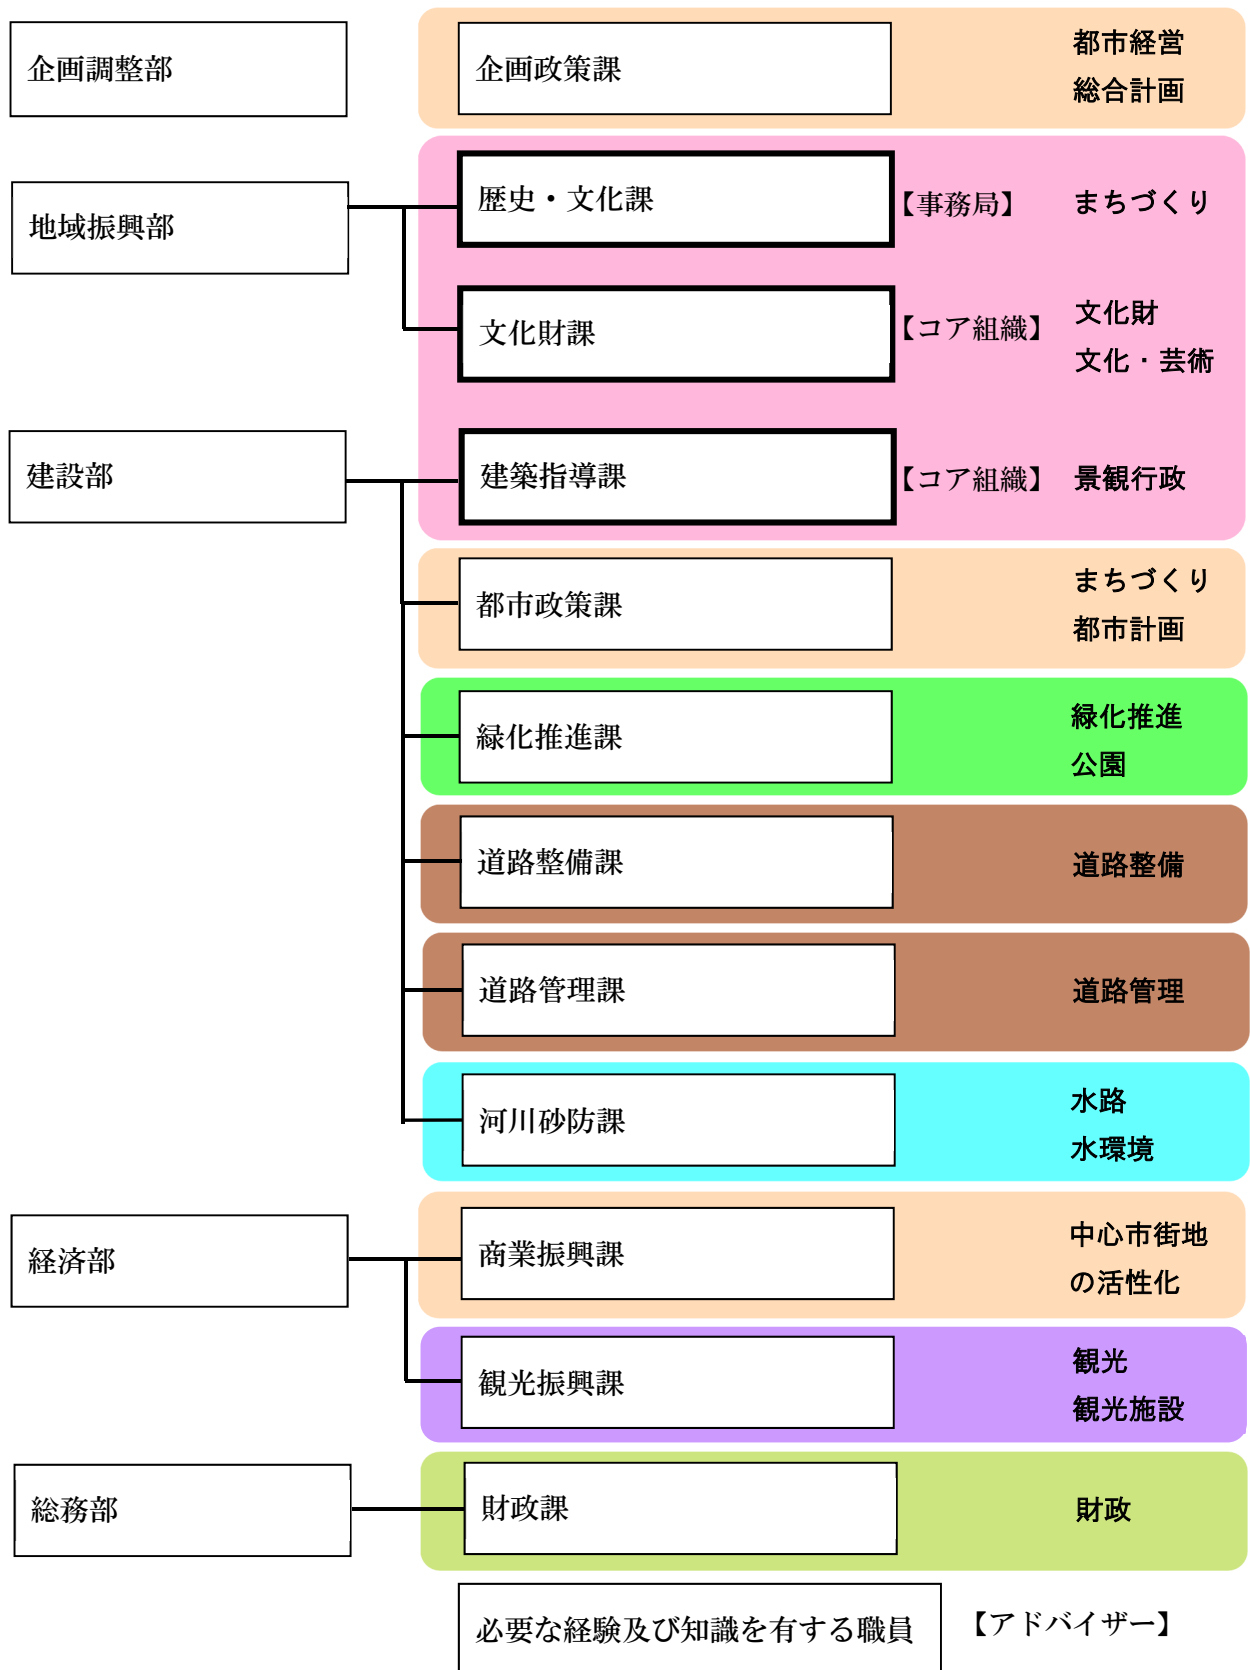 企画調整部
企画政策課
都市経営
総合計画
地域振興部
歴史・文化課
【事務局】
まちづくり
文化財課
【コア組織】
文化財
文化・芸術
建設部
建築指導課
【コア組織】
景観行政
都市政策課
まちづくり
都市計画
緑化推進課
緑化推進
公園
道路整備課
道路整備
道路管理課
道路管理
河川砂防課
水路
水環境
経済部
商業振興課
中心市街地
の活性化
観光振興課
観光
観光施設
総務部
財政課
財政
必要な経験及び知識を有する職員
【アドバイザー】